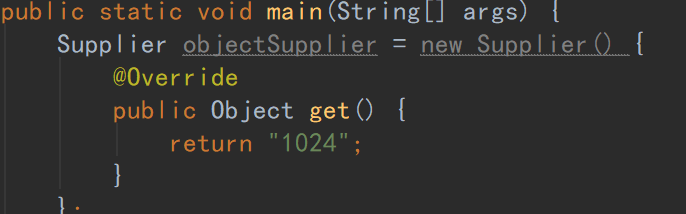 public static void main(String[] args) {
Supplier objectSupplier = new Supplier() {
@Override
public Object get() {
return "1024";
}
};